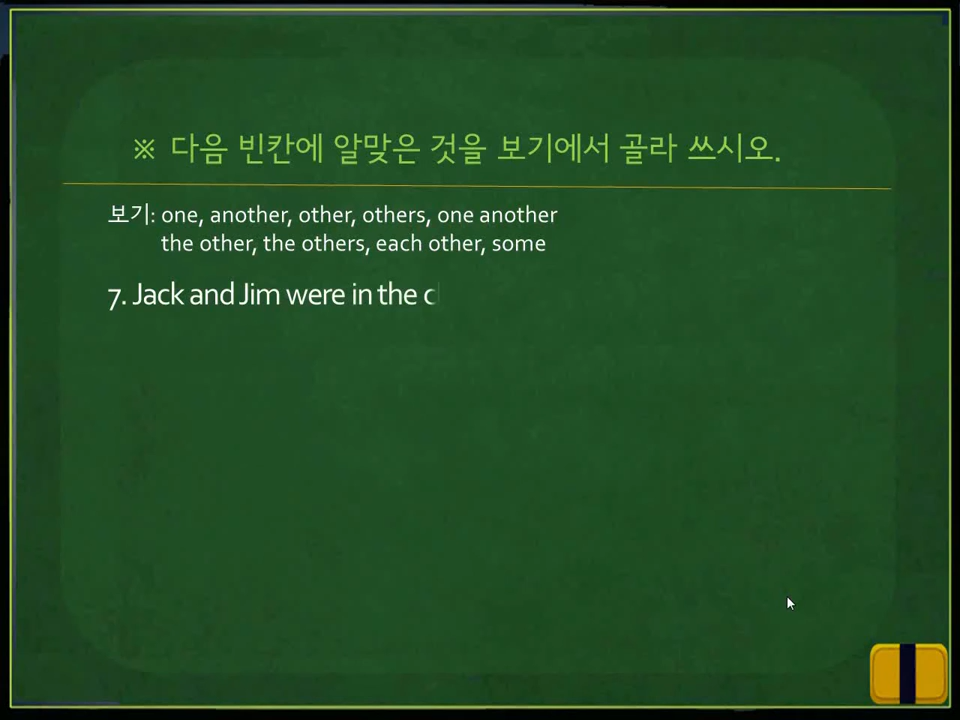 ※ 다음 빈칸에 알맞은 것을 보기에서 골라 쓰시오.
보기: one, another, other, others, one another
the other, the others, each other, some
7. Jack and Jim were in the